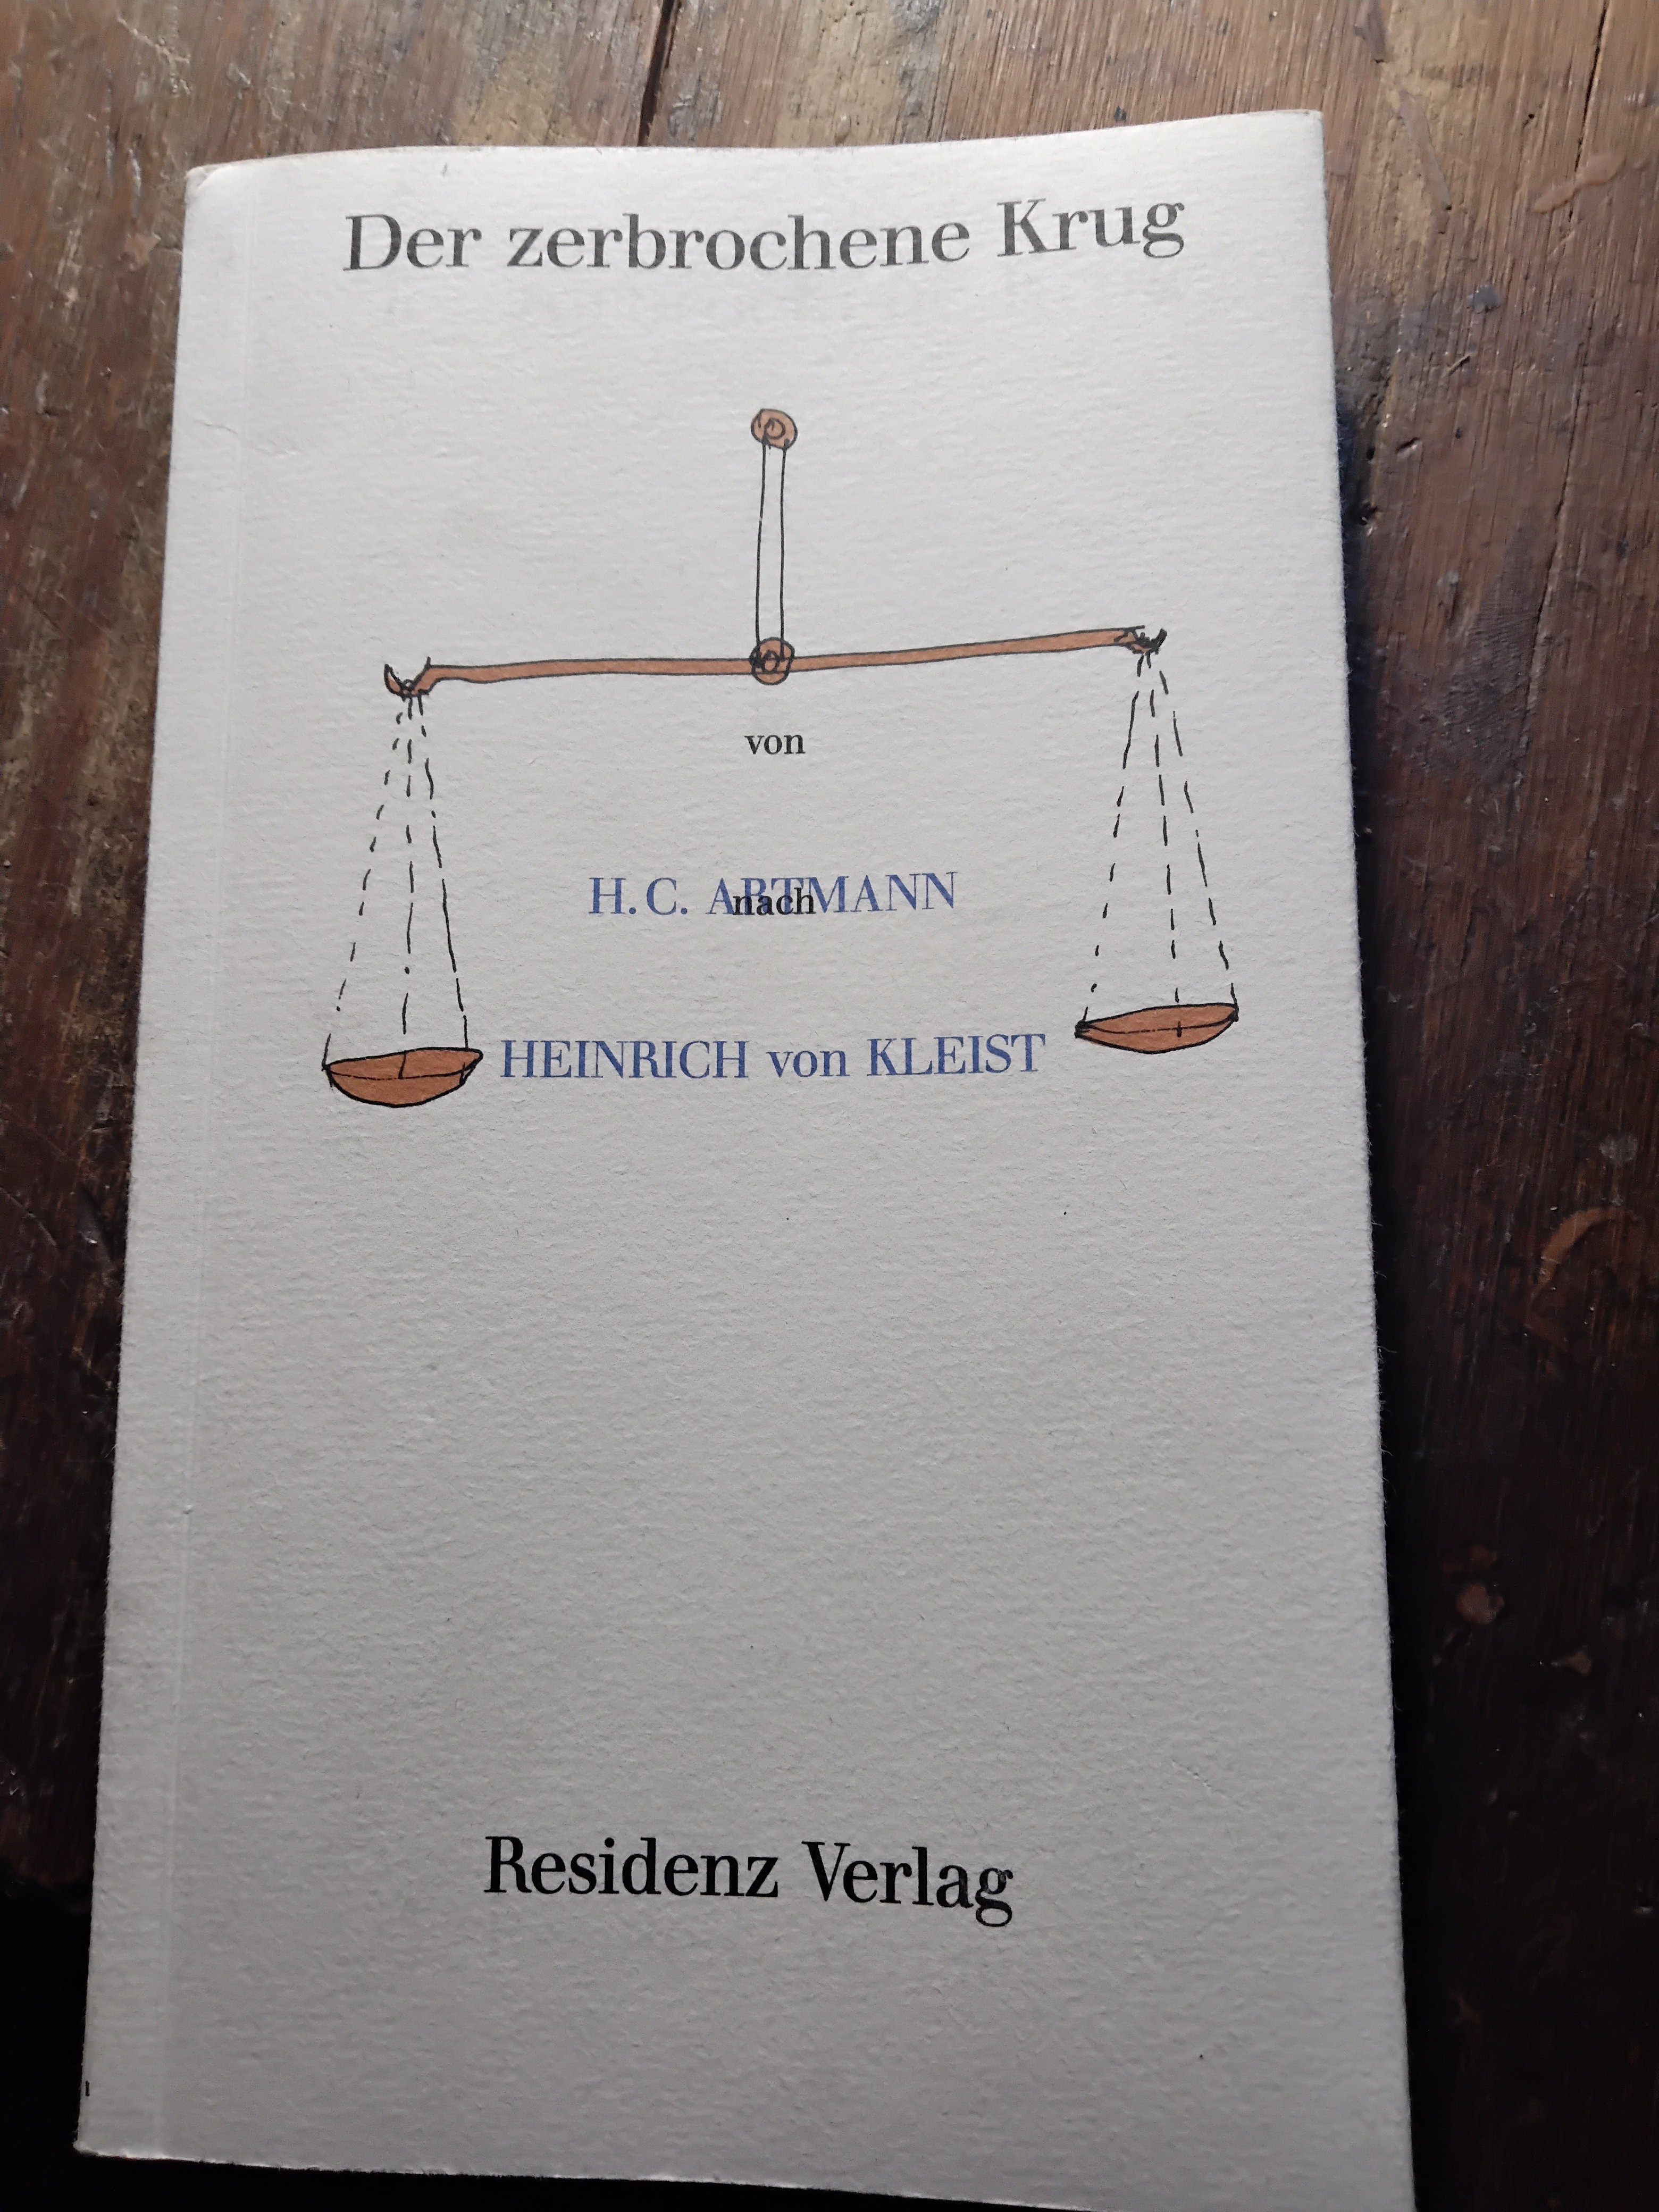 Der zerbrochene Krug
von
H.C. ARTMANN
nach
HEINRICH von KLEIST
Residenz Verlag